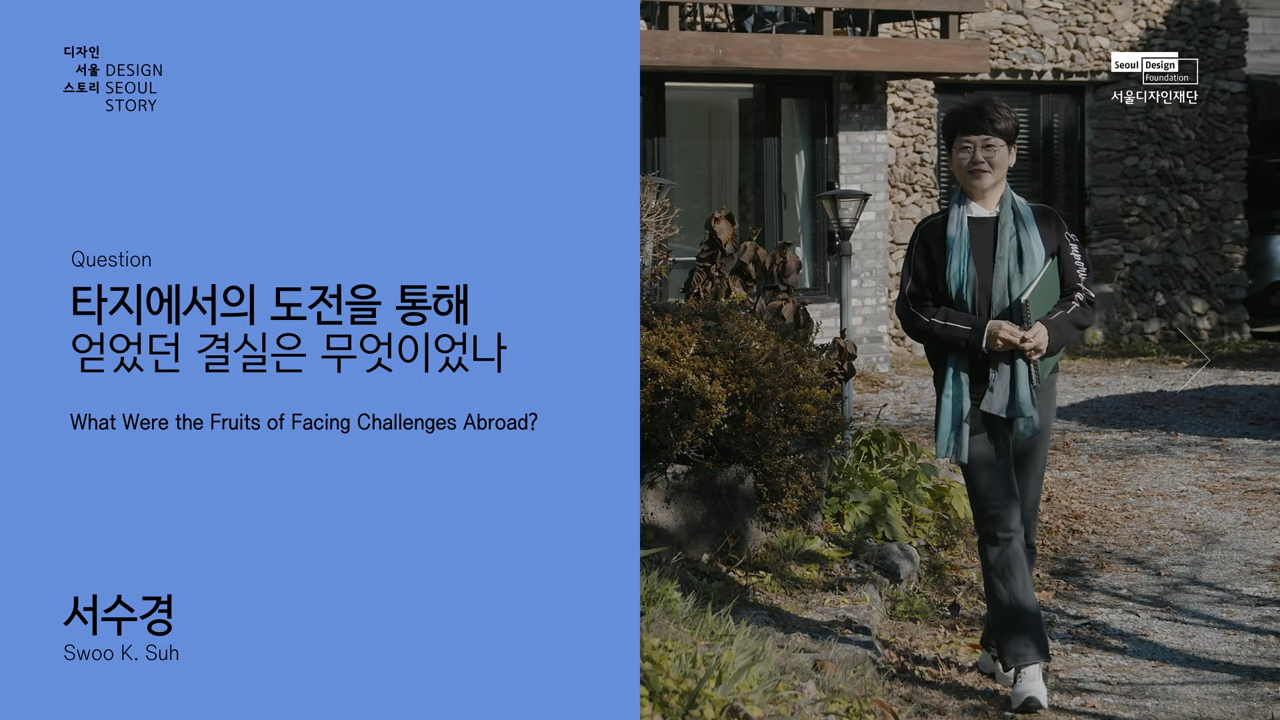 디자인
서울 DESIGN
스토리 SEOUL
STORY
Seoul Design
Foundation
서울디자인재단
Question
타지에서의 도전을 통해
얻었던 결실은 무엇이었나
What Were the Fruits of Facing Challenges Abroad?
서수경
Swoo K. Suh